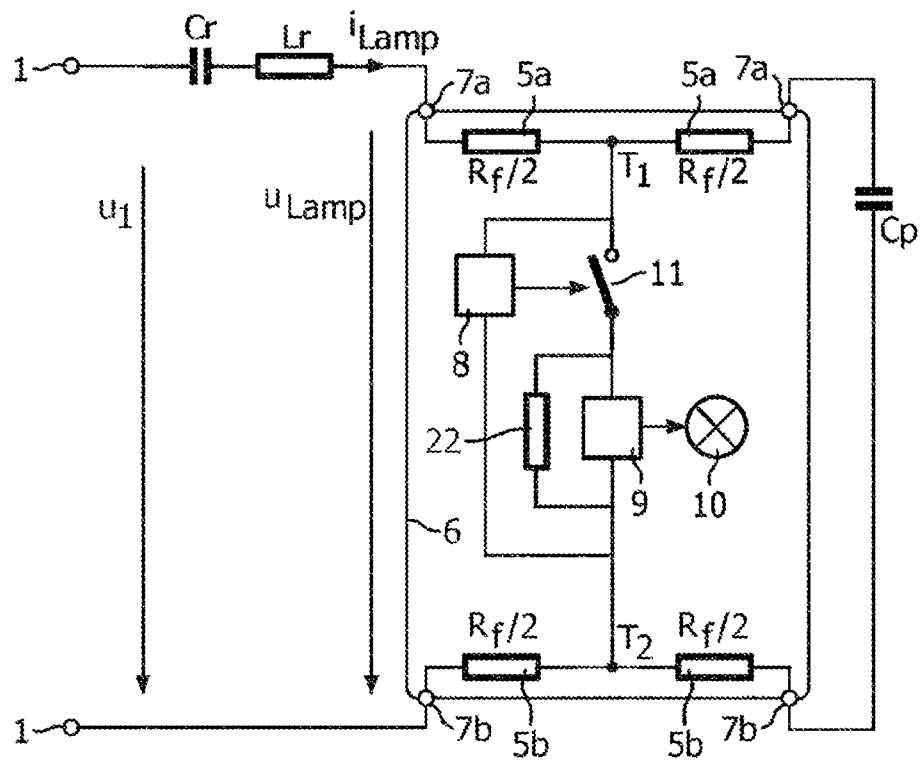 Cr Lr iLamp
1 7a 5a 5a 7a
Rf/2 T1 Rf/2
u1 uLamp Cp
11
8
22
9 10
6
Rf/2 T2 Rf/2
1 7b 5b 5b 7b